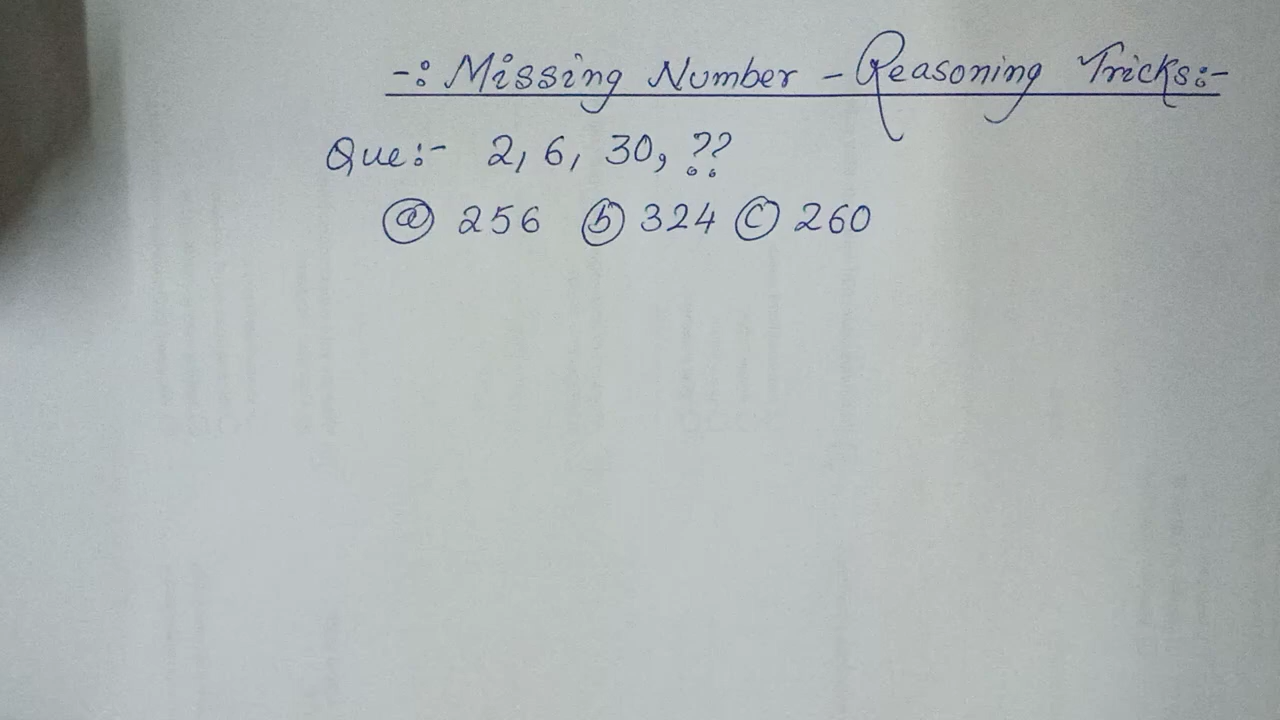 -: Missing Number - Reasoning Tricks:-
Que:- 2, 6, 30, ??
ⓐ 256 ⓑ 324 ⓒ 260